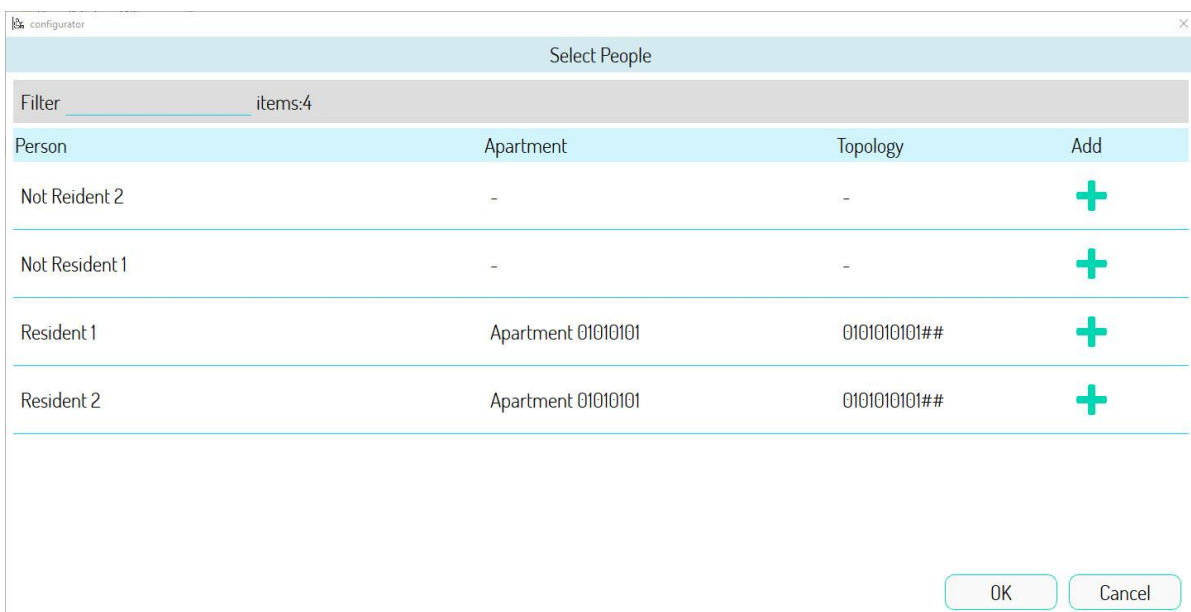 configurator
Select People
Filter items:4
Person Apartment Topology Add
Not Reident 2 - -
Not Resident 1 - -
Resident 1 Apartment 01010101 0101010101##
Resident 2 Apartment 01010101 0101010101##
OK Cancel